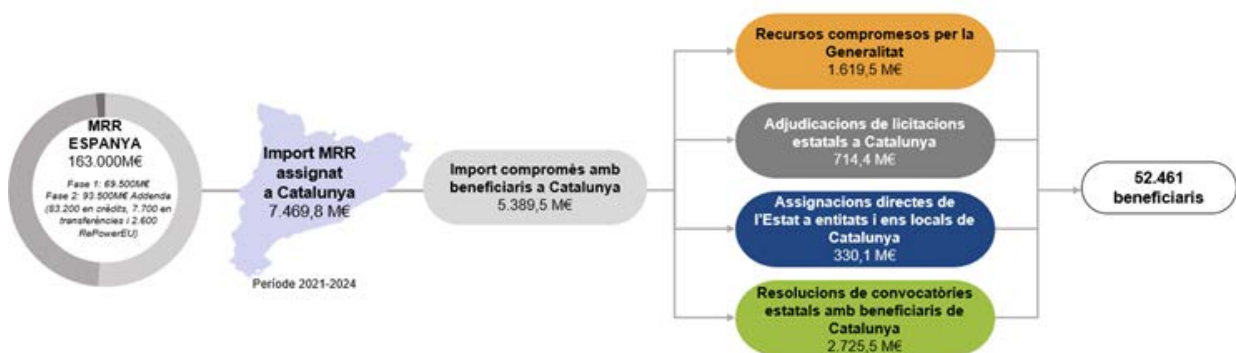 MRR
ESPANYA
163.000M€
Fase 1: 69.500M€
Fase 2: 93.500M€ Addenda
(83.200 en crèdits, 7.700 en
transferències i 2.600
RePowerEU)
Import MRR
assignat
a Catalunya
7.469,8 M€
Període 2021-2024
Import compromès amb
beneficiaris a Catalunya
5.389,5 M€
Recursos compromesos per la
Generalitat
1.619,5 M€
Adjudicacions de licitacions
estatals a Catalunya
714,4 M€
Assignacions directes de
l'Estat a entitats i ens locals de
Catalunya
330,1 M€
Resolucions de convocatòries
estatals amb beneficiaris de
Catalunya
2.725,5 M€
52.461
beneficiaris